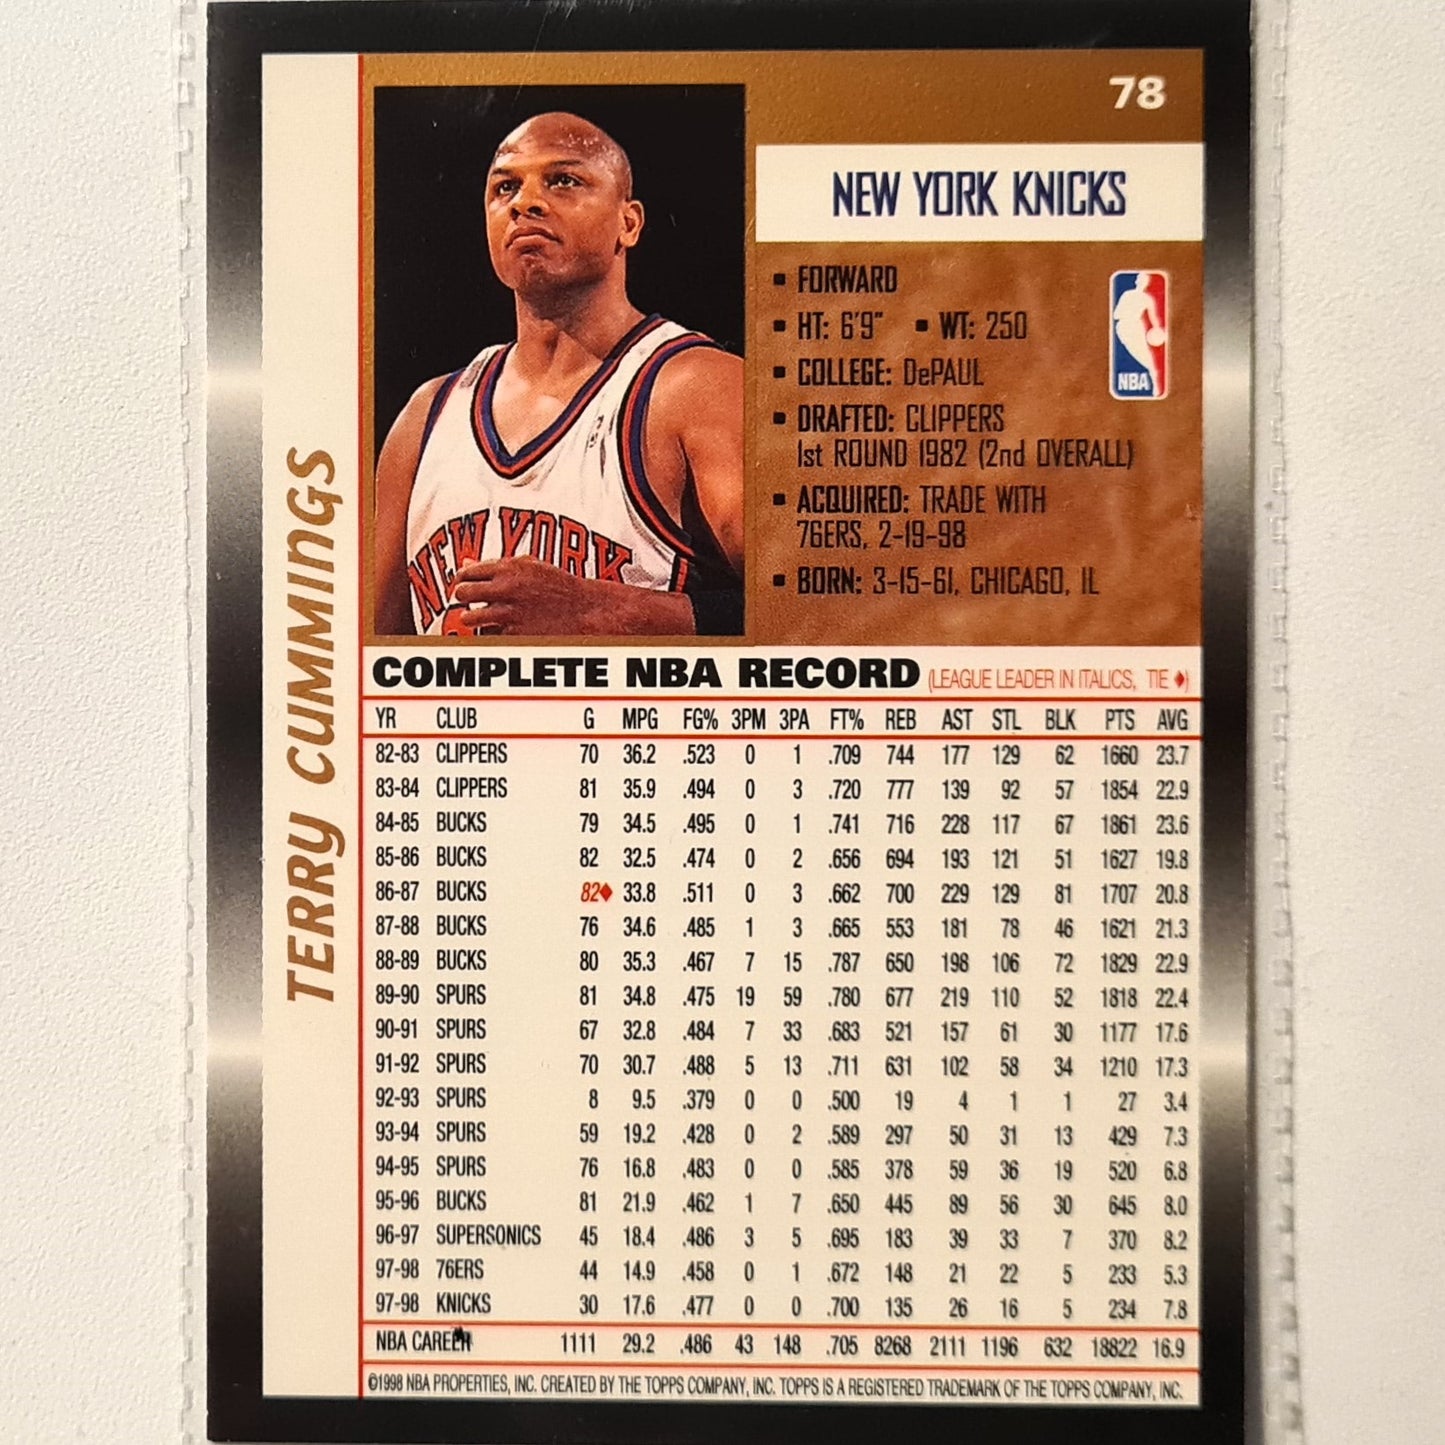 78
NEW YORK KNICKS
▪ FORWARD
▪ HT: 6'9" ▪ WT: 250
▪ COLLEGE: DePAUL
▪ DRAFTED: CLIPPERS
1st ROUND 1982 (2nd OVERALL)
▪ ACQUIRED: TRADE WITH
76ERS, 2-19-98
▪ BORN: 3-15-61, CHICAGO, IL
NBA
NEW YORK
TERRY CUMMINGS
COMPLETE NBA RECORD (LEAGUE LEADER IN ITALICS, TIE ♦)
YR CLUB G MPG FG% 3PM 3PA FT% REB AST STL BLK PTS AVG
82-83 CLIPPERS 70 36.2 .523 0 1 .709 744 177 129 62 1660 23.7
83-84 CLIPPERS 81 35.9 .494 0 3 .720 777 139 92 57 1854 22.9
84-85 BUCKS 79 34.5 .495 0 1 .741 716 228 117 67 1861 23.6
85-86 BUCKS 82 32.5 .474 0 2 .656 694 193 121 51 1627 19.8
86-87 BUCKS 82♦ 33.8 .511 0 3 .662 700 229 129 81 1707 20.8
87-88 BUCKS 76 34.6 .485 1 3 .665 553 181 78 46 1621 21.3
88-89 BUCKS 80 35.3 .467 7 15 .787 650 198 106 72 1829 22.9
89-90 SPURS 81 34.8 .475 19 59 .780 677 219 110 52 1818 22.4
90-91 SPURS 67 32.8 .484 7 33 .683 521 157 61 30 1177 17.6
91-92 SPURS 70 30.7 .488 5 13 .711 631 102 58 34 1210 17.3
92-93 SPURS 8 9.5 .379 0 0 .500 19 4 1 1 27 3.4
93-94 SPURS 59 19.2 .428 0 2 .589 297 50 31 13 429 7.3
94-95 SPURS 76 16.8 .483 0 0 .585 378 59 36 19 520 6.8
95-96 BUCKS 81 21.9 .462 1 7 .650 445 89 56 30 645 8.0
96-97 SUPERSONICS 45 18.4 .486 3 5 .695 183 39 33 7 370 8.2
97-98 76ERS 44 14.9 .458 0 1 .672 148 21 22 5 233 5.3
97-98 KNICKS 30 17.6 .477 0 0 .700 135 26 16 5 234 7.8
NBA CAREER 1111 29.2 .486 43 148 .705 8268 2111 1196 632 18822 16.9
©1998 NBA PROPERTIES, INC. CREATED BY THE TOPPS COMPANY, INC. TOPPS IS A REGISTERED TRADEMARK OF THE TOPPS COMPANY, INC.